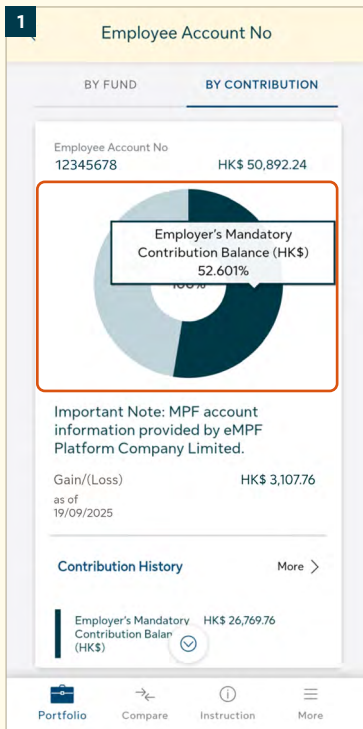 1
Employee Account No
BY FUND BY CONTRIBUTION
Employee Account No
12345678 HK$ 50,892.24
Employer's Mandatory
Contribution Balance (HK$)
52.601%
100%
Important Note: MPF account
information provided by eMPF
Platform Company Limited.
Gain/(Loss) HK$ 3,107.76
as of
19/09/2025
Contribution History More
Employer's Mandatory HK$ 26,769.76
Contribution Balan
(HK$)
Portfolio Compare Instruction More